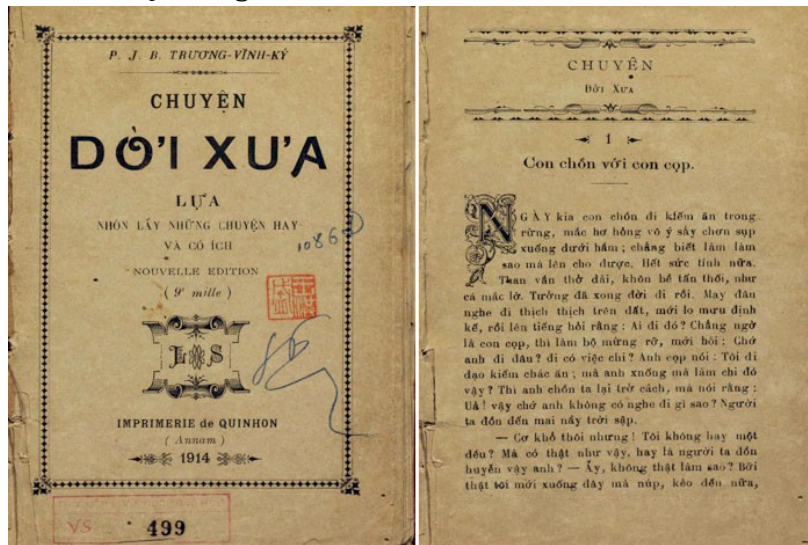 P. J. B. TRƯƠNG-VĨNH-KÝ
CHUYỆN
DỜI XƯA
LỰA
NHÓN LẤY NHỮNG CHUYỆN HAY
VÀ CÓ ÍCH
NOUVELLE EDITION
( 9e mille )
L S
IMPRIMERIE de QUINHON
( Annam )
1914
VS
499
CHUYỆN
ĐỜI XƯA
1
Con chồn với con cọp.
NGÀY kia con chồn đi kiếm ăn trong
rừng, mắc hơ hỏng vô ý sẩy chơn sụp
xuống dưới hầm ; chẳng biết làm làm
sao mà lên cho được. Hết sức tính nữa.
Than vắn thở dài, khôn bề tấn thối, như
cá mắc lờ. Tưởng đã xong đời đi rồi. May đâu
nghe đi thịch thịch trên đất, mới lo mưu định
kế, rồi lên tiếng hỏi rằng : Ai đi đó ? Chẳng ngờ
là con cọp, thì làm bộ mừng rỡ, mới hỏi : Chớ
anh đi đâu ? đi có việc chi ? Anh cọp nói : Tôi đi
dạo kiếm chác ăn ; mà anh xuống mà làm chi đó
vậy ? Thì anh chồn ta lại trở cách, mà nói rằng :
Uả ! vậy chớ anh không có nghe đi gì sao ? Người
ta đồn đến mai nầy trời sập.
— Cơ khổ thôi nhưng ! Tôi không hay một
đều ? Mà có thật như vậy, hay là người ta đồn
huyễn vậy anh ? — Ấy, không thật làm sao ? Bởi
thật tôi mới xuống đây mà núp, kẻo đến nữa,